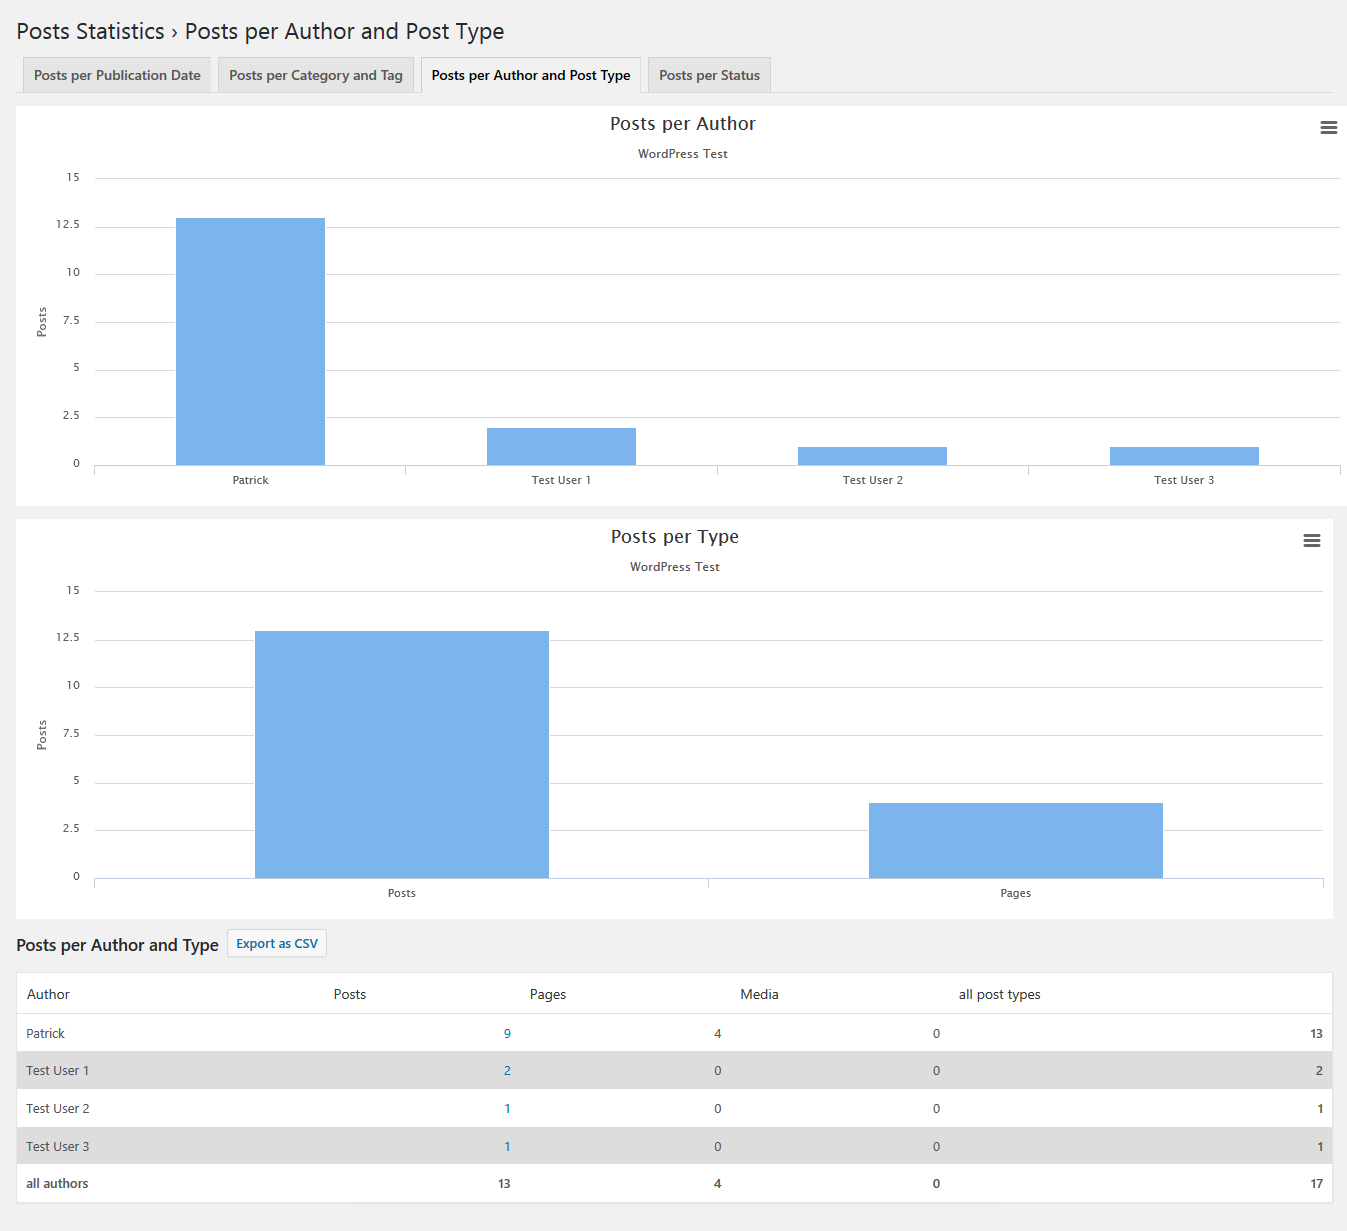 Posts Statistics › Posts per Author and Post Type
Posts per Publication Date
Posts per Category and Tag
Posts per Author and Post Type
Posts per Status
Posts per Author
WordPress Test
15
12.5
10
7.5
5
2.5
0
Posts
Patrick
Test User 1
Test User 2
Test User 3
Posts per Type
WordPress Test
15
12.5
10
7.5
5
2.5
0
Posts
Posts
Pages
Posts per Author and Type
Export as CSV
Author Posts Pages Media all post types
Patrick 9 4 0 13
Test User 1 2 0 0 2
Test User 2 1 0 0 1
Test User 3 1 0 0 1
all authors 13 4 0 17